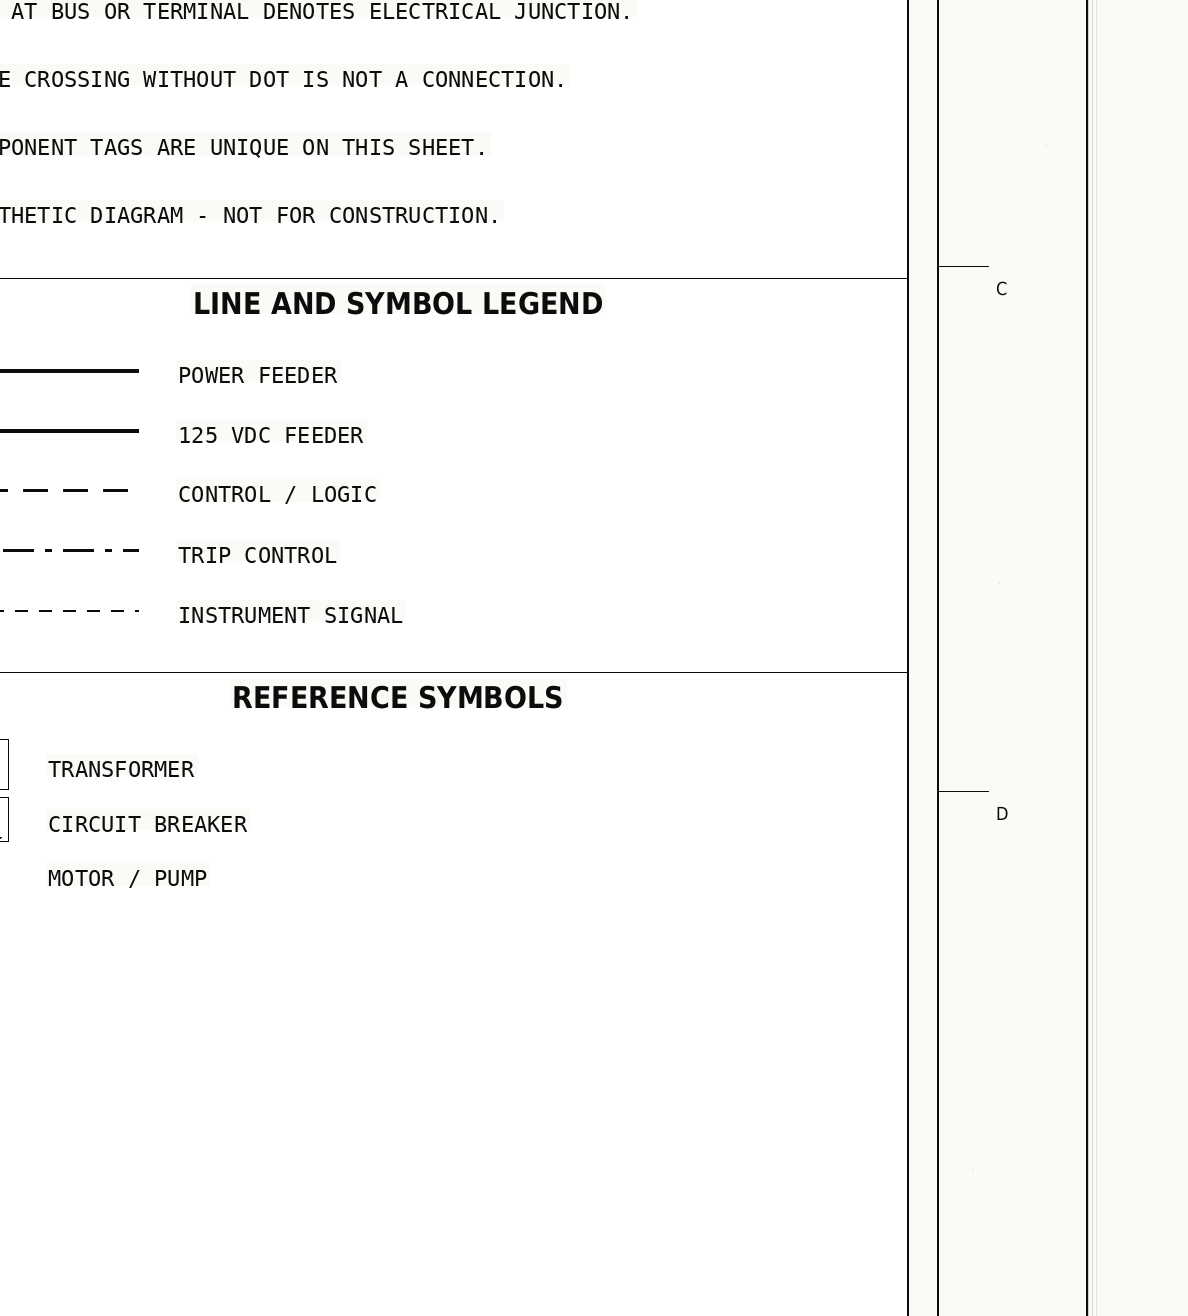 AT BUS OR TERMINAL DENOTES ELECTRICAL JUNCTION.
CROSSING WITHOUT DOT IS NOT A CONNECTION.
TAGS ARE UNIQUE ON THIS SHEET.
DIAGRAM - NOT FOR CONSTRUCTION.
LINE AND SYMBOL LEGEND
C
POWER FEEDER
125 VDC FEEDER
CONTROL / LOGIC
TRIP CONTROL
INSTRUMENT SIGNAL
REFERENCE SYMBOLS
TRANSFORMER
D
CIRCUIT BREAKER
MOTOR / PUMP